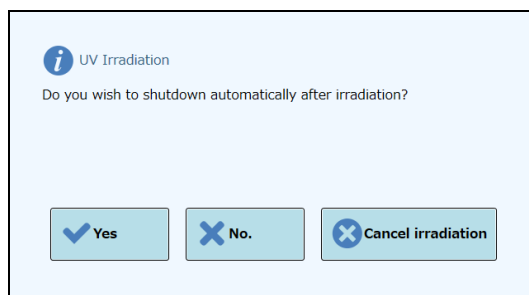 UV Irradiation
Do you wish to shutdown automatically after irradiation?
Yes
No.
Cancel irradiation